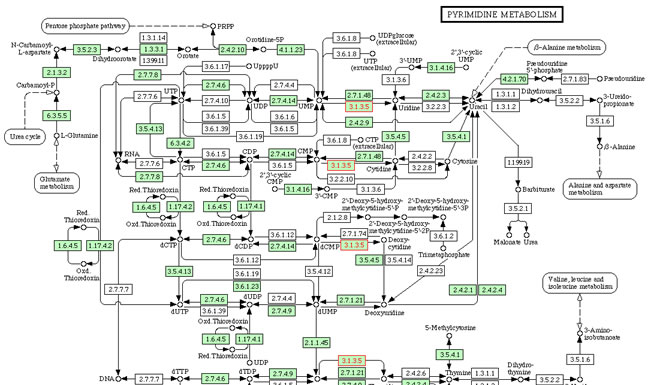 PYRIMIDINE METABOLISM
Pentose phosphate pathway
PRPP
N-Carbamoyl-
L-aspartate
3.5.2.3
Dihydroorotate
1.3.1.14
1.3.3.1
1.3.99.11
Orotate
2.4.2.10
Orotidine-5P
4.1.1.23
3.6.1.8
UDPglucose
(extracellular)
3.6.1.8
UTP
(extracellular)
3'-UMP
2',3'-cyclic
UMP
3.1.4.16
3.1.3.6
β-Alanine metabolism
Pseudouridine
5'-phosphate
4.2.1.70
2.7.1.83
Pseudouridine
2.1.3.2
Carbamoyl-P
6.3.5.5
Urea cycle
L-Glutamine
Glutamate
metabolism
2.7.7.8
3.6.1.17
UppppU
UTP
2.7.7.6
2.7.4.6
2.7.4.10
3.6.1.5
3.6.1.39
UDP
2.7.4.4
2.7.4.14
3.6.1.6
3.6.1.5
3.6.1.19
UMP
2.7.1.48
3.1.3.5
2.4.2.9
Uridine
2.4.2.3
3.2.2.3
Uracil
1.3.1.1
1.3.1.2
Dihydrouracil
3.5.2.2
3-Ureido-
propionate
3.5.1.6
β-Alanine
Alanine and aspartate
metabolism
3.5.4.13
6.3.4.2
3.6.1.8
CTP
(extracellular)
3.5.4.5
3.5.4.1
RNA
2.7.7.6
2.7.7.8
CTP
3.6.1.5
2.7.4.6
CDP
2.7.4.14
3.6.1.5
CMP
2.7.1.48
3.1.3.5
Cytidine
2.4.2.2
3.2.2.8
Cytosine
3.2.2.10
2',3'-cyclic
CMP
3.1.4.16
3'-CMP
3.1.3.6
1.1.99.19
Barbiturate
3.5.2.1
Malonate
Urea
Red.
Thioredoxin
1.6.4.5
1.17.4.2
Oxd.
Thioredoxin
Red.Thioredoxin
1.6.4.5
1.17.4.2
Oxd.Thioredoxin
Red.Thioredoxin
1.6.4.5
1.17.4.2
Oxd.Thioredoxin
2'-Deoxy-5-hydroxy-
methylcytidine-5'-P
2'-Deoxy-5-hydroxy-
methylcytidine-5'-3P
2.1.2.8
2'-Deoxy-5-hydroxy-
methylcytidine-5'-2P
Trimetaphosphate
3.6.1.2
dCTP
2.7.4.6
dCDP
3.6.1.12
2.7.4.14
dCMP
2.7.1.74
3.1.3.5
Deoxy-
cytidine
3.5.4.5
3.5.4.14
3.6.1.12
3.5.4.13
3.6.1.19
3.6.1.23
3.5.4.12
2.4.2.23
2.4.2.1
2.4.2.4
2.7.7.7
dUTP
2.7.4.6
3.6.1.39
dUDP
2.7.4.4
2.7.4.9
dUMP
2.7.1.21
Deoxyuridine
Oxd.Thioredoxin
1.6.4.5
1.17.4.1
Red.Thioredoxin
UDP
2.1.1.45
5-Methylcytosine
3.5.4.1
Valine, leucine and
isoleucine metabolism
3-Amino-
isobutanoate
3.5.1.6
DNA
2.7.7.7
dTTP
2.7.4.6
dTDP
2.7.4.9
3.1.3.5
2.7.1.21
2.4.2.6
Thymine
1.3.1.1
Dihydro-
thymine
3.5.2.2